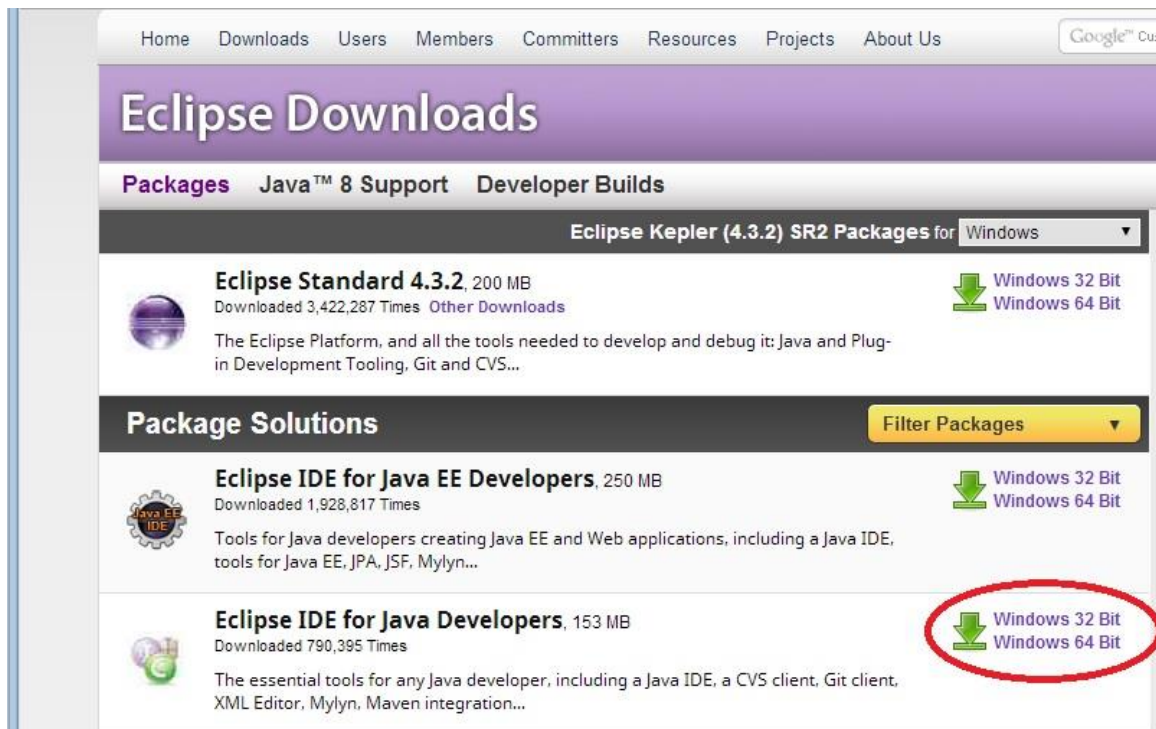 Home Downloads Users Members Committers Resources Projects About Us Google™ Cus
Eclipse Downloads
Packages Java™ 8 Support Developer Builds
Eclipse Kepler (4.3.2) SR2 Packages for Windows
Eclipse Standard 4.3.2, 200 MB
Windows 32 Bit
Downloaded 3,422,287 Times Other Downloads
Windows 64 Bit
The Eclipse Platform, and all the tools needed to develop and debug it: Java and Plug-
in Development Tooling, Git and CVS...
Package Solutions
Filter Packages
Eclipse IDE for Java EE Developers, 250 MB
Windows 32 Bit
Downloaded 1,928,817 Times
Windows 64 Bit
Java EE
IDE
Tools for Java developers creating Java EE and Web applications, including a Java IDE,
tools for Java EE, JPA, JSF, Mylyn...
Eclipse IDE for Java Developers, 153 MB
Windows 32 Bit
Downloaded 790,395 Times
Windows 64 Bit
The essential tools for any Java developer, including a Java IDE, a CVS client, Git client,
XML Editor, Mylyn, Maven integration...